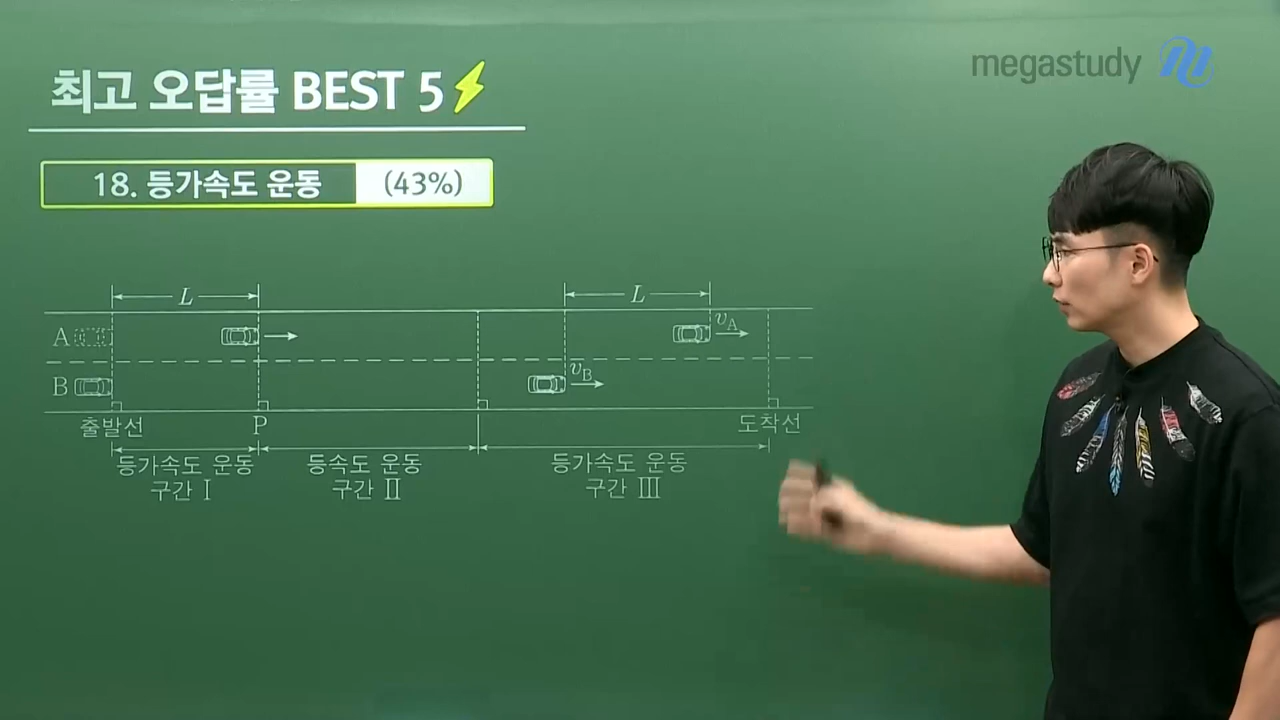 최고 오답률 BEST 5
megastudy
18. 등가속도 운동 (43%)
L L
A vA
B vB
출발선 P 도착선
등가속도 운동 등속도 운동 등가속도 운동
구간 Ⅰ 구간 Ⅱ 구간 Ⅲ